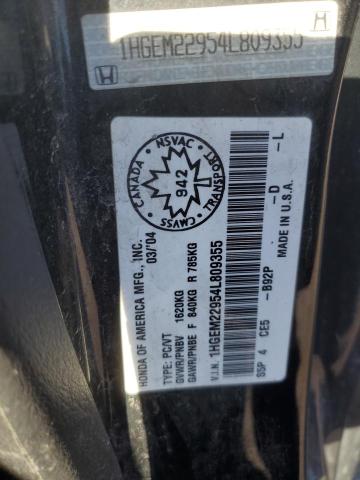 1HGEM22954L809355
HONDA OF AMERICA MFG., INC.
03/'04
CANADA
NSVAC
942
CMVSS
TRANSPORT
TYPE: PC/VT
GVWR/PNBV 1620KG
GAWR/PNBE F 840KG R 785KG
V.I.N. 1HGEM22954L809355
S5P 4 CE5 -B92P -D -L
MADE IN U.S.A.